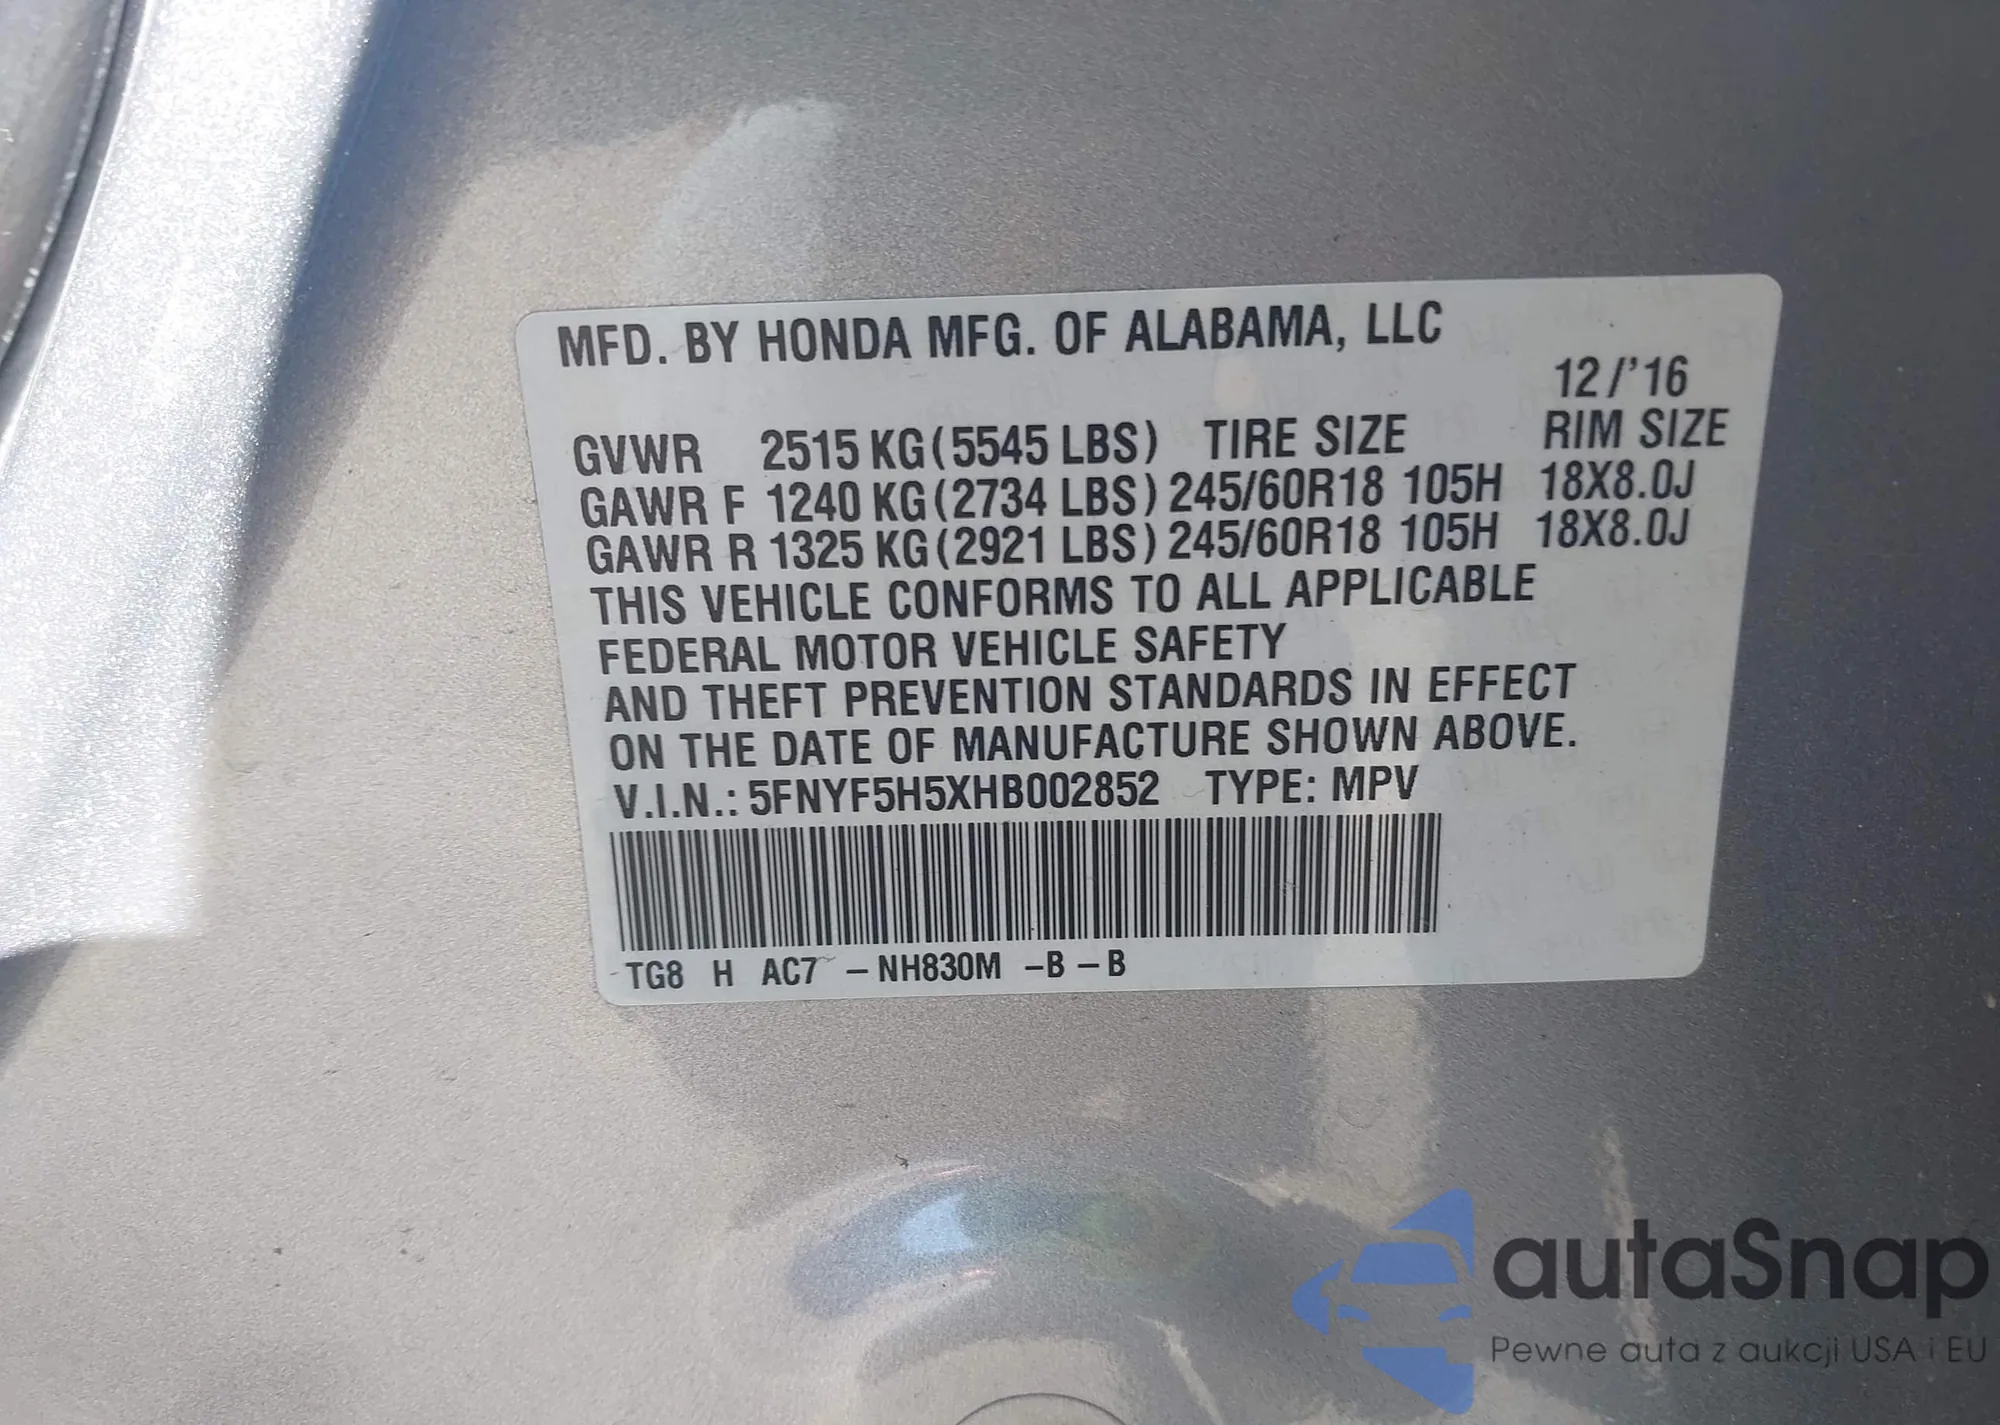 MFD. BY HONDA MFG. OF ALABAMA, LLC
12/'16
GVWR 2515 KG(5545 LBS) TIRE SIZE RIM SIZE
GAWR F 1240 KG(2734 LBS) 245/60R18 105H 18X8.0J
GAWR R 1325 KG(2921 LBS) 245/60R18 105H 18X8.0J
THIS VEHICLE CONFORMS TO ALL APPLICABLE
FEDERAL MOTOR VEHICLE SAFETY
AND THEFT PREVENTION STANDARDS IN EFFECT
ON THE DATE OF MANUFACTURE SHOWN ABOVE.
V.I.N.: 5FNYF5H5XHB002852 TYPE: MPV
TG8 H AC7 – NH830M –B – B
autaSnap
Pewne auta z aukcji USA i EU